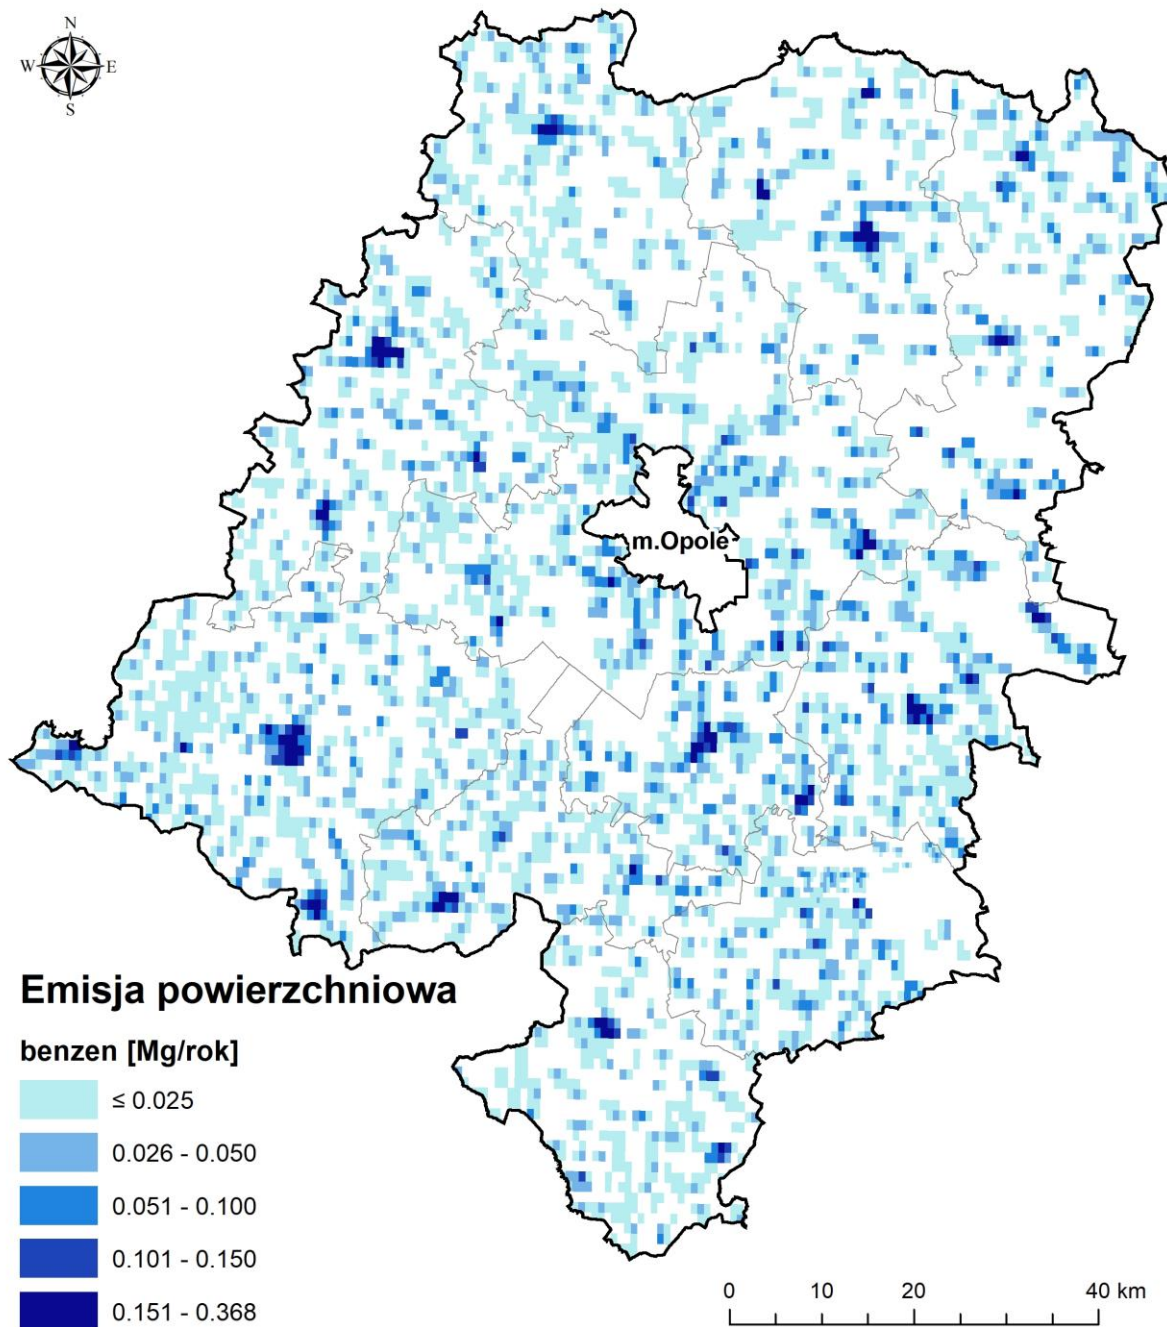 N
W E
S
m.Opole
Emisja powierzchniowa
benzen [Mg/rok]
≤ 0.025
0.026 - 0.050
0.051 - 0.100
0.101 - 0.150
0.151 - 0.368
0 10 20 40 km